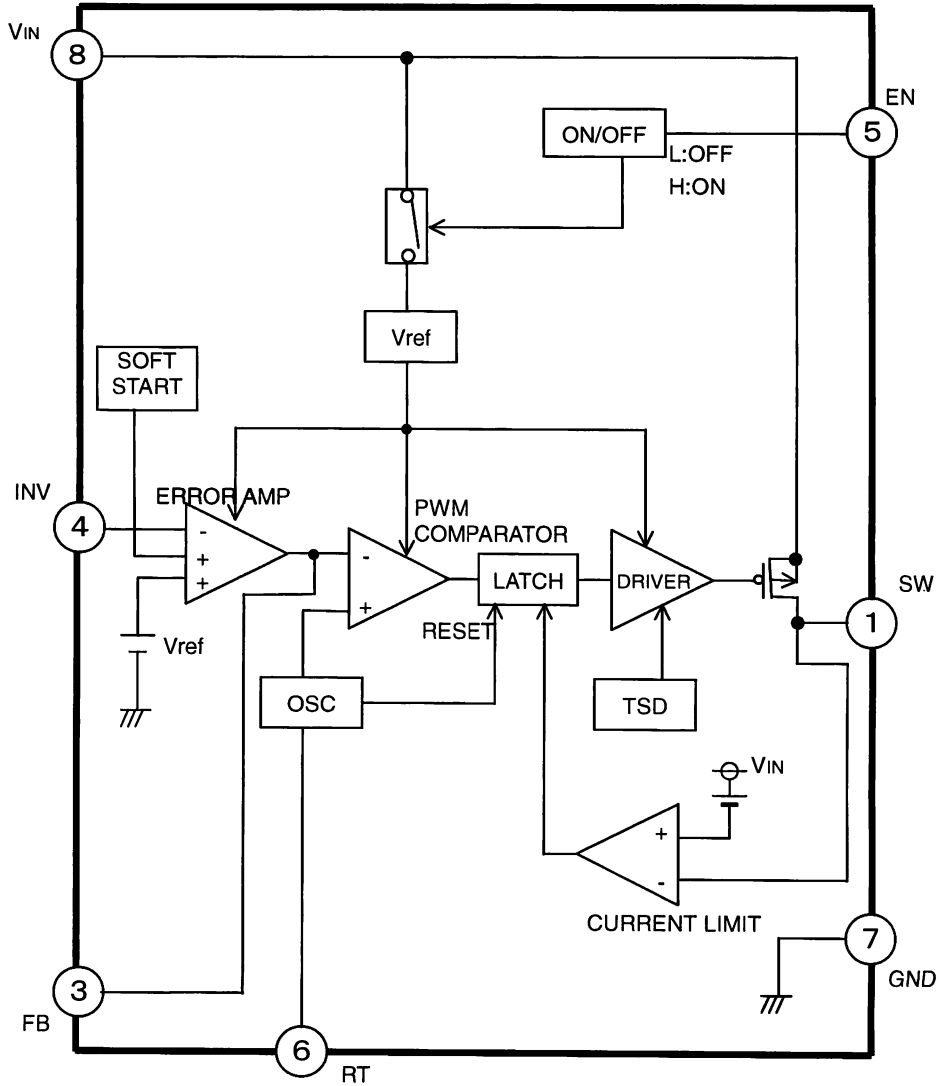 VIN
8
EN
5
ON/OFF
L:OFF
H:ON
Vref
SOFT
START
INV
4
ERROR AMP
-
+
+
Vref
PWM
COMPARATOR
-
+
LATCH
RESET
DRIVER
SW
1
OSC
TSD
VIN
+
-
CURRENT LIMIT
7
GND
3
FB
6
RT